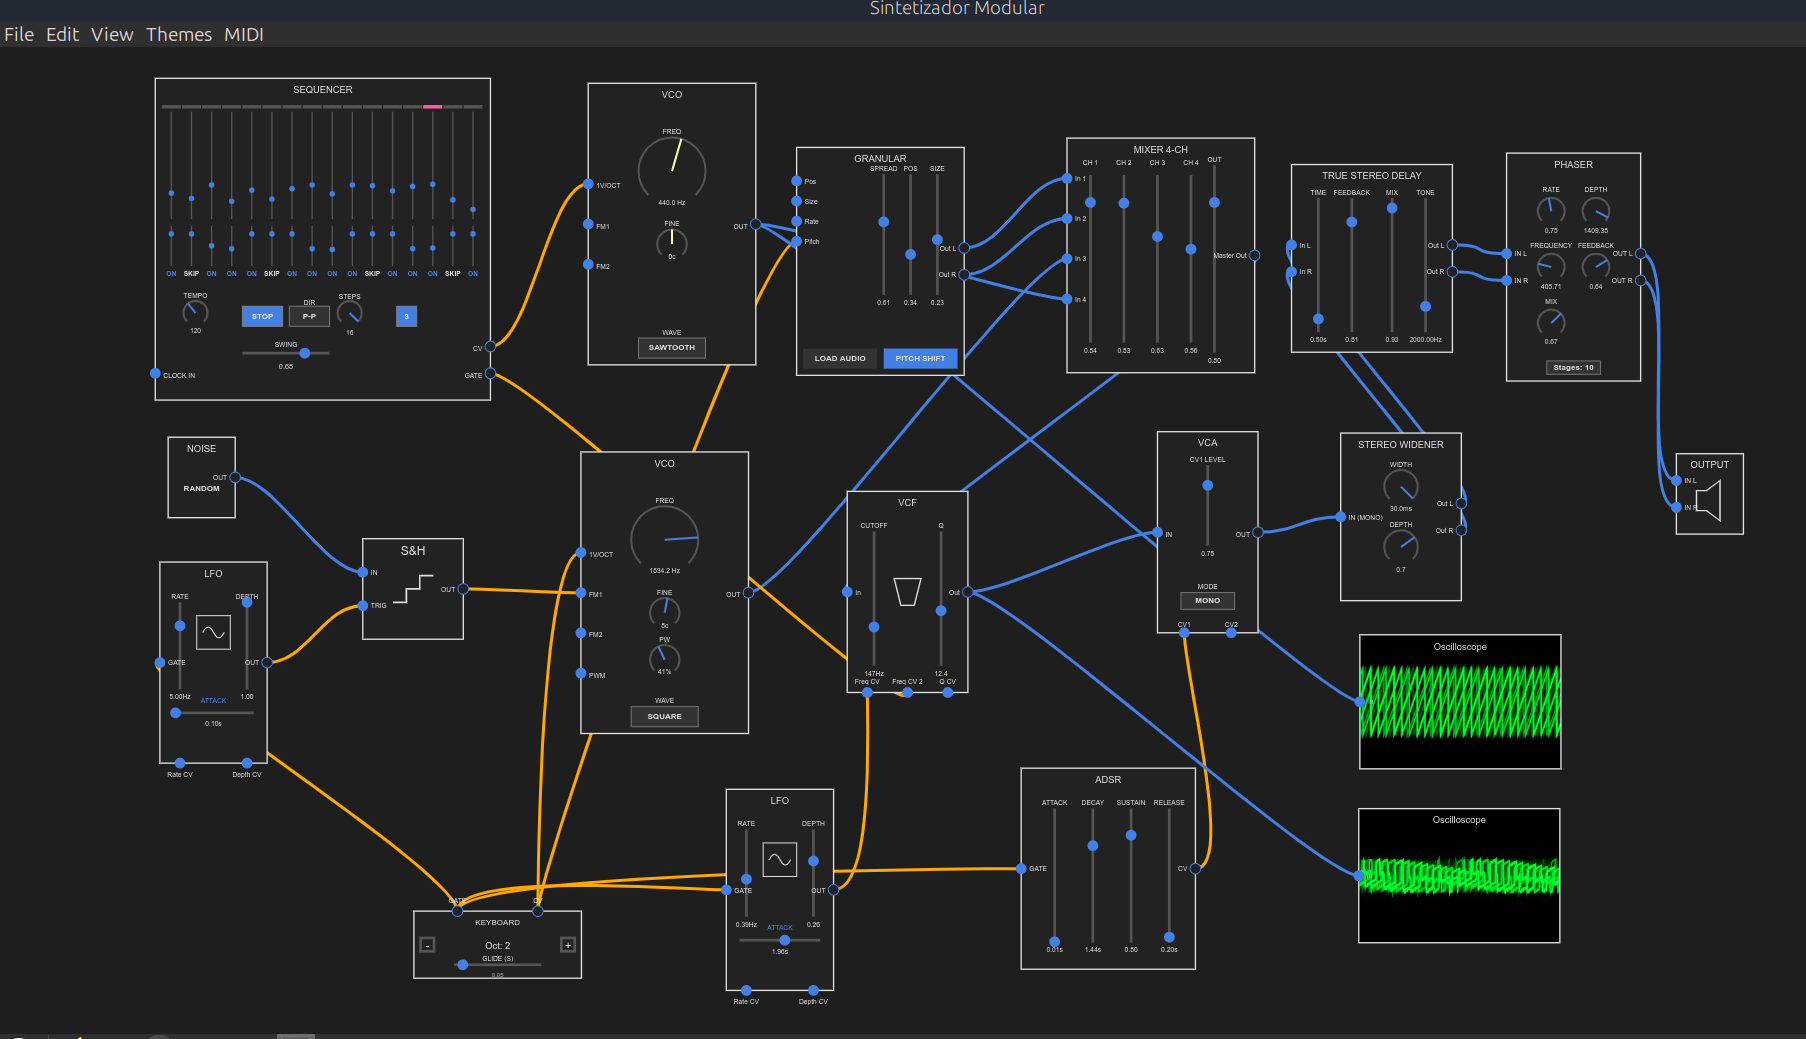 Sintetizador Modular
File Edit View Themes MIDI
SEQUENCER
ON SKIP ON ON ON SKIP ON ON ON ON SKIP ON ON ON SKIP ON
TEMPO
120
STOP
DIR
P-P
STEPS
16
3
SWING
0.68
CV
GATE
CLOCK IN
VCO
FREQ
440.0 Hz
FINE
0c
1V/OCT
FM1
FM2
OUT
WAVE
SAWTOOTH
GRANULAR
SPREAD POS SIZE
Pos
Size
Rate
Pitch
Out L
Out R
0.61 0.34 0.23
LOAD AUDIO
PITCH SHIFT
MIXER 4-CH
CH 1 CH 2 CH 3 CH 4 OUT
In 1
In 2
In 3
In 4
Master Out
0.54 0.53 0.63 0.56 0.50
TRUE STEREO DELAY
TIME FEEDBACK MIX TONE
In L
In R
Out L
Out R
0.50s 0.81 0.93 2000.00Hz
PHASER
RATE DEPTH
0.75 1409.35
FREQUENCY FEEDBACK
IN L
OUT L
IN R
OUT R
405.71 0.64
MIX
0.67
Stages: 10
NOISE
OUT
RANDOM
S&H
IN
TRIG
OUT
LFO
RATE DEPTH
GATE
OUT
5.00Hz 1.00
ATTACK
0.10s
Rate CV Depth CV
VCO
FREQ
1534.2 Hz
1V/OCT
FM1
FM2
PWM
FINE
5c
PW
41%
OUT
WAVE
SQUARE
VCF
CUTOFF Q
In
Out
147Hz 12.4
Freq CV Freq CV 2 Q CV
VCA
CV1 LEVEL
IN
OUT
0.75
MODE
MONO
CV1 CV2
STEREO WIDENER
WIDTH
30.0ms
IN (MONO)
Out L
Out R
DEPTH
0.7
OUTPUT
IN L
Oscilloscope
Oscilloscope
KEYBOARD
- Oct: 2 +
GLIDE (S)
0.05
LFO
RATE DEPTH
GATE
OUT
0.39Hz 0.26
ATTACK
1.96s
Rate CV Depth CV
ADSR
ATTACK DECAY SUSTAIN RELEASE
GATE
CV
0.01s 1.44s 0.80 0.20s